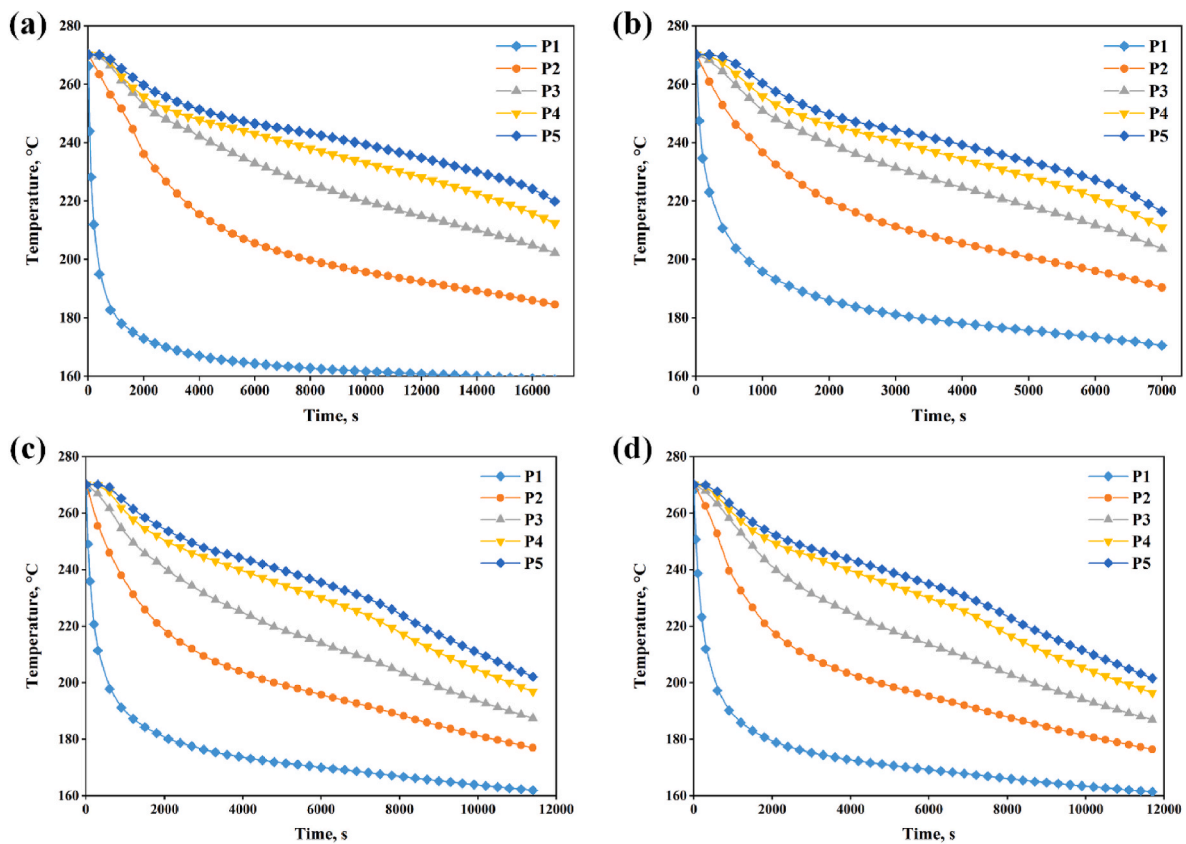 (a)
280
260
240
220
200
180
160
Temperature, °C
0 2000 4000 6000 8000 10000 12000 14000 16000
Time, s
P1
P2
P3
P4
P5
(b)
280
260
240
220
200
180
160
Temperature, °C
0 1000 2000 3000 4000 5000 6000 7000
Time, s
P1
P2
P3
P4
P5
(c)
280
260
240
220
200
180
160
Temperature, °C
0 2000 4000 6000 8000 10000 12000
Time, s
P1
P2
P3
P4
P5
(d)
280
260
240
220
200
180
160
Temperature, °C
0 2000 4000 6000 8000 10000 12000
Time, s
P1
P2
P3
P4
P5